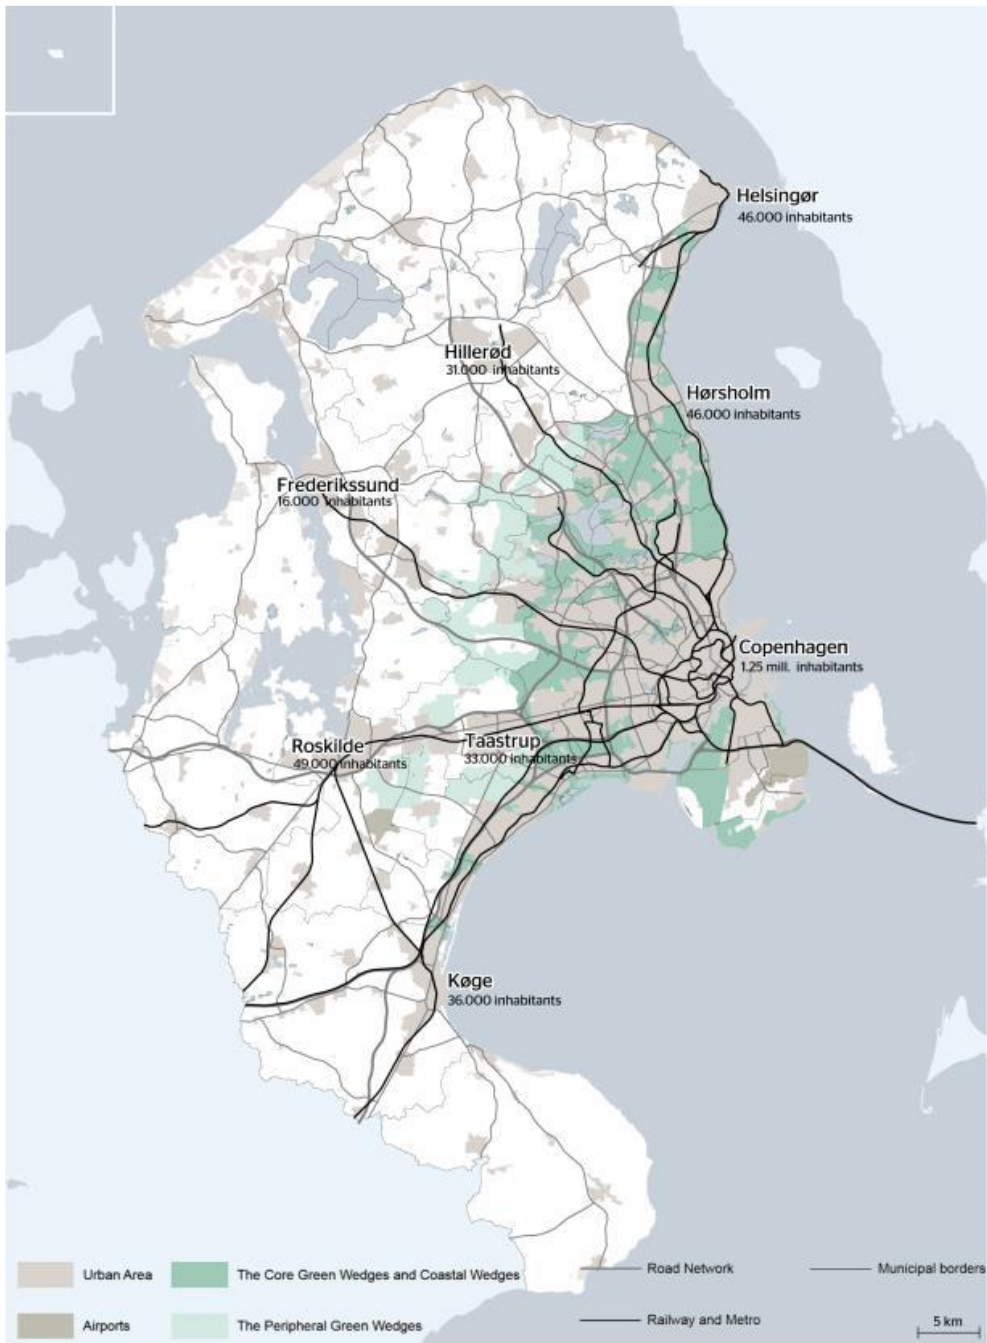 Helsingør
46.000 inhabitants
Hillerød
31.000 inhabitants
Hørsholm
46.000 inhabitants
Frederikssund
16.000 inhabitants
Copenhagen
1.25 mill. inhabitants
Roskilde
49.000 inhabitants
Taastrup
33.000 inhabitants
Køge
36.000 inhabitants
Urban Area
The Core Green Wedges and Coastal Wedges
Road Network
Municipal borders
Airports
The Peripheral Green Wedges
Railway and Metro
5 km